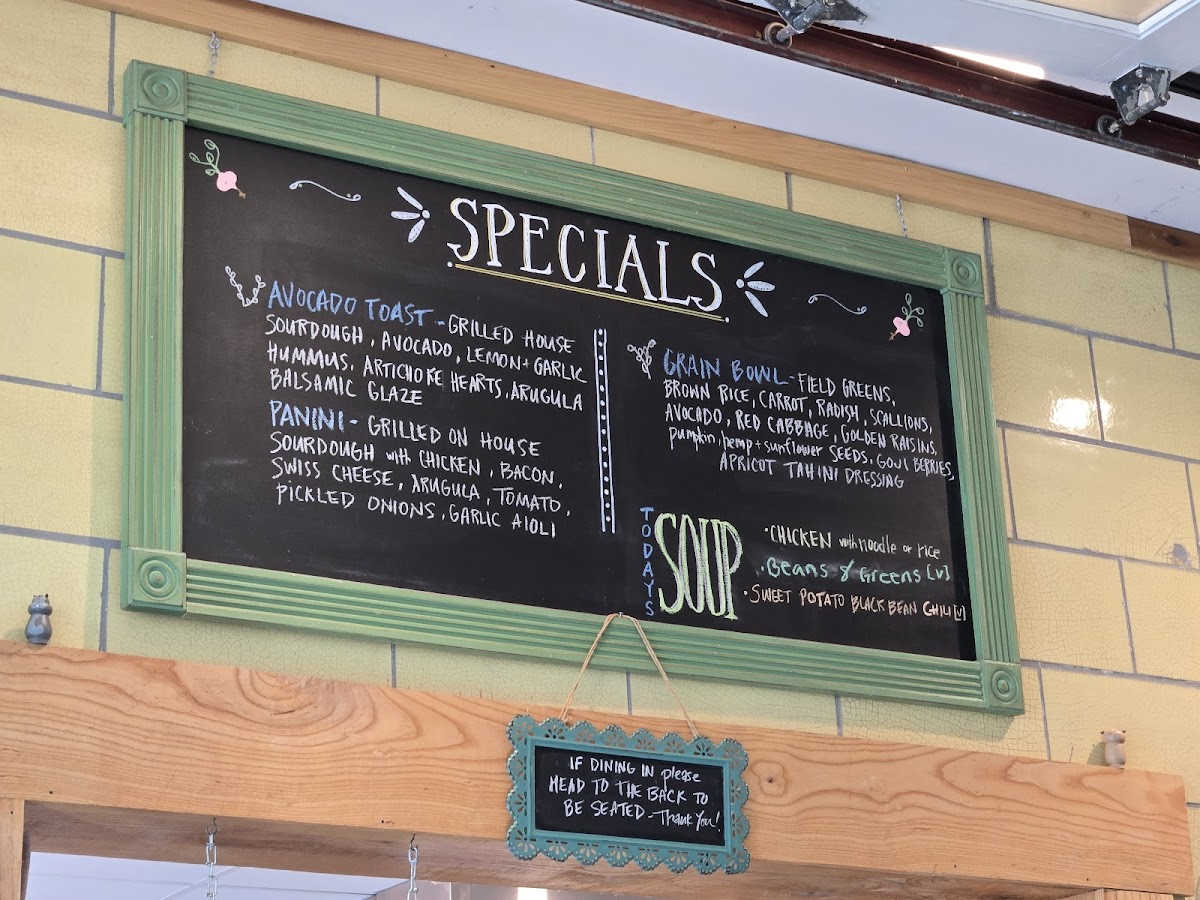 SPECIALS
AVOCADO TOAST - GRILLED HOUSE
SOURDOUGH, AVOCADO, LEMON + GARLIC
HUMMUS, ARTICHOKE HEARTS, ARUGULA
BALSAMIC GLAZE
PANINI - GRILLED ON HOUSE
SOURDOUGH with CHICKEN, BACON,
SWISS CHEESE, ARUGULA, TOMATO,
PICKLED ONIONS, GARLIC AIOLI
GRAIN BOWL - FIELD GREENS,
BROWN RICE, CARROT, RADISH, SCALLIONS,
AVOCADO, RED CABBAGE, GOLDEN RAISINS,
pumpkin, hemp + sunflower SEEDS, GOJI BERRIES,
APRICOT TAHINI DRESSING
TODAYS
SOUP
• CHICKEN with noodle or rice
• Beans & Greens [V]
• SWEET POTATO BLACK BEAN CHILI [V]
IF DINING IN please
HEAD TO THE BACK TO
BE SEATED - Thank You!